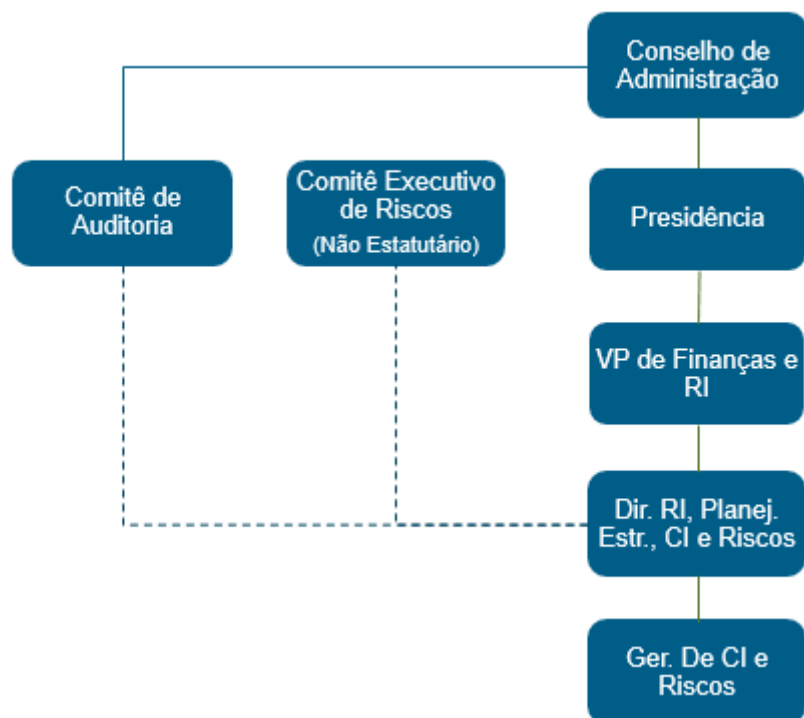 Conselho de
Administração
Comitê de
Auditoria
Comitê Executivo
de Riscos
(Não Estatutário)
Presidência
VP de Finanças e
RI
Dir. RI, Planej.
Estr., CI e Riscos
Ger. De CI e
Riscos